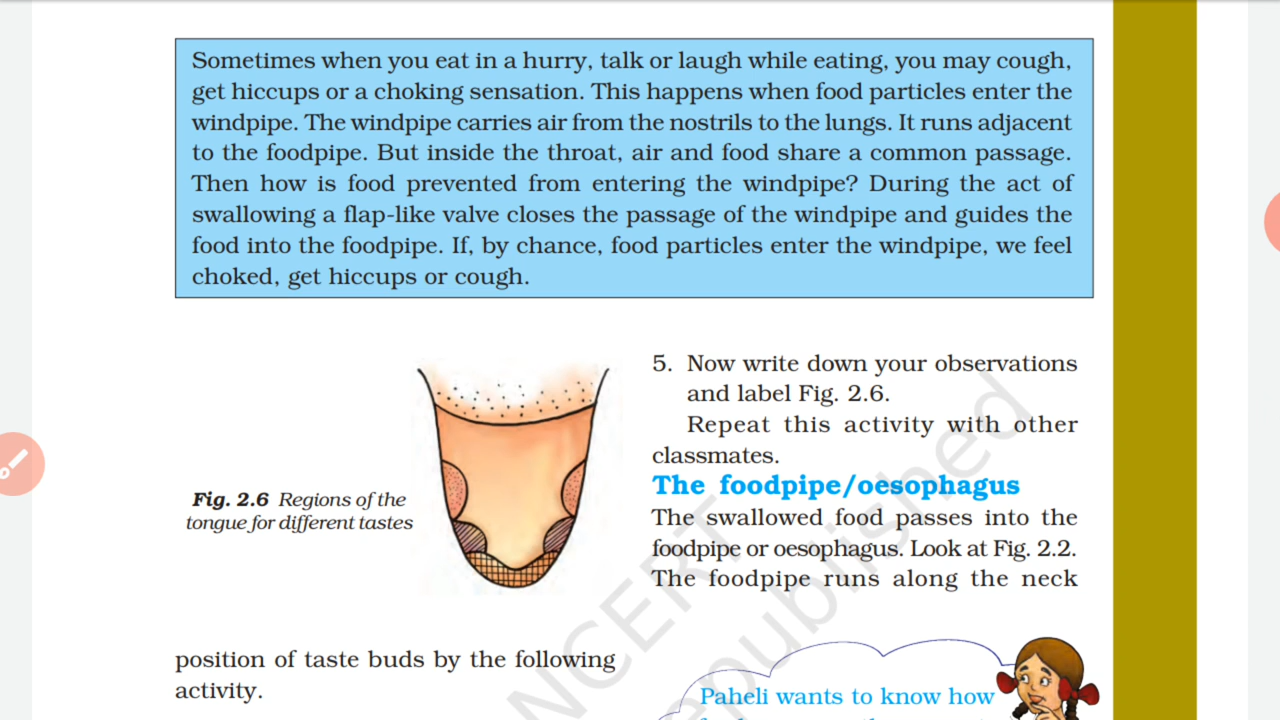 Sometimes when you eat in a hurry, talk or laugh while eating, you may cough,
get hiccups or a choking sensation. This happens when food particles enter the
windpipe. The windpipe carries air from the nostrils to the lungs. It runs adjacent
to the foodpipe. But inside the throat, air and food share a common passage.
Then how is food prevented from entering the windpipe? During the act of
swallowing a flap-like valve closes the passage of the windpipe and guides the
food into the foodpipe. If, by chance, food particles enter the windpipe, we feel
choked, get hiccups or cough.
Fig. 2.6 Regions of the
tongue for different tastes
position of taste buds by the following
activity.
5. Now write down your observations
and label Fig. 2.6.
Repeat this activity with other
classmates.
The foodpipe/oesophagus
The swallowed food passes into the
foodpipe or oesophagus. Look at Fig. 2.2.
The foodpipe runs along the neck
Paheli wants to know how
NCERT
republished